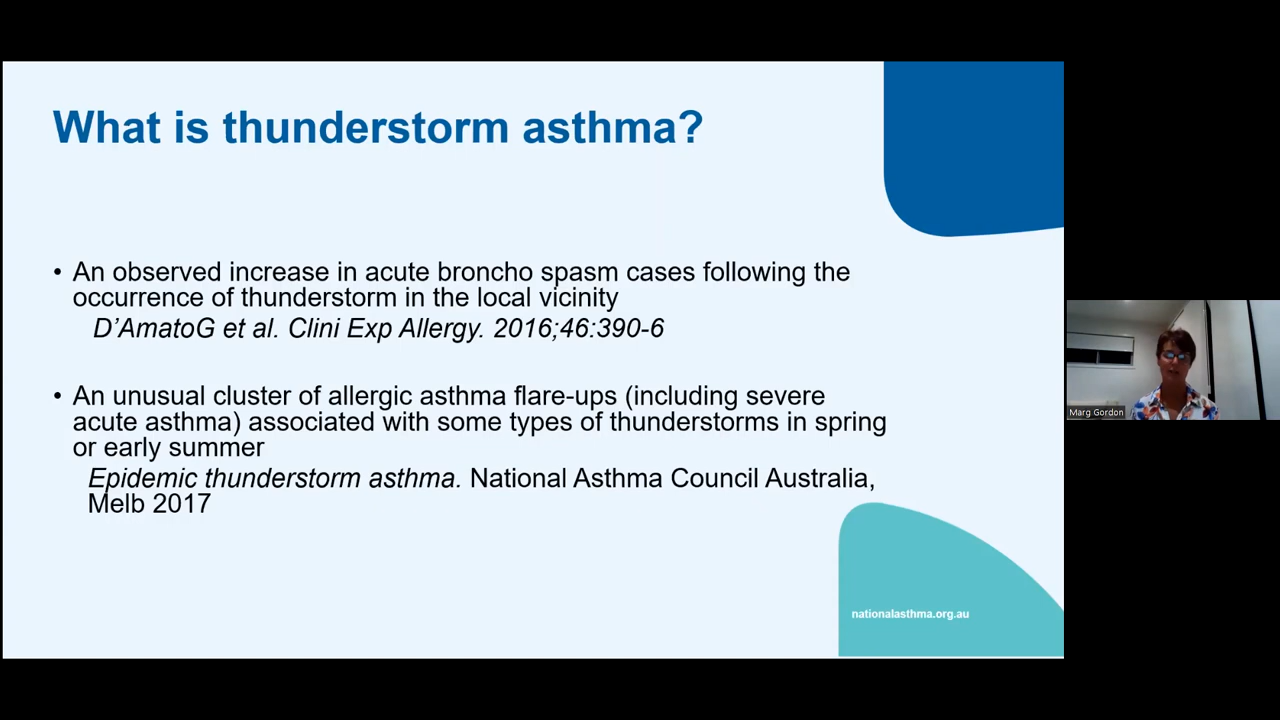 What is thunderstorm asthma?
• An observed increase in acute broncho spasm cases following the
occurrence of thunderstorm in the local vicinity
D’AmatoG et al. Clini Exp Allergy. 2016;46:390-6
• An unusual cluster of allergic asthma flare-ups (including severe
acute asthma) associated with some types of thunderstorms in spring
or early summer
Epidemic thunderstorm asthma. National Asthma Council Australia,
Melb 2017
nationalasthma.org.au
Marg Gordon